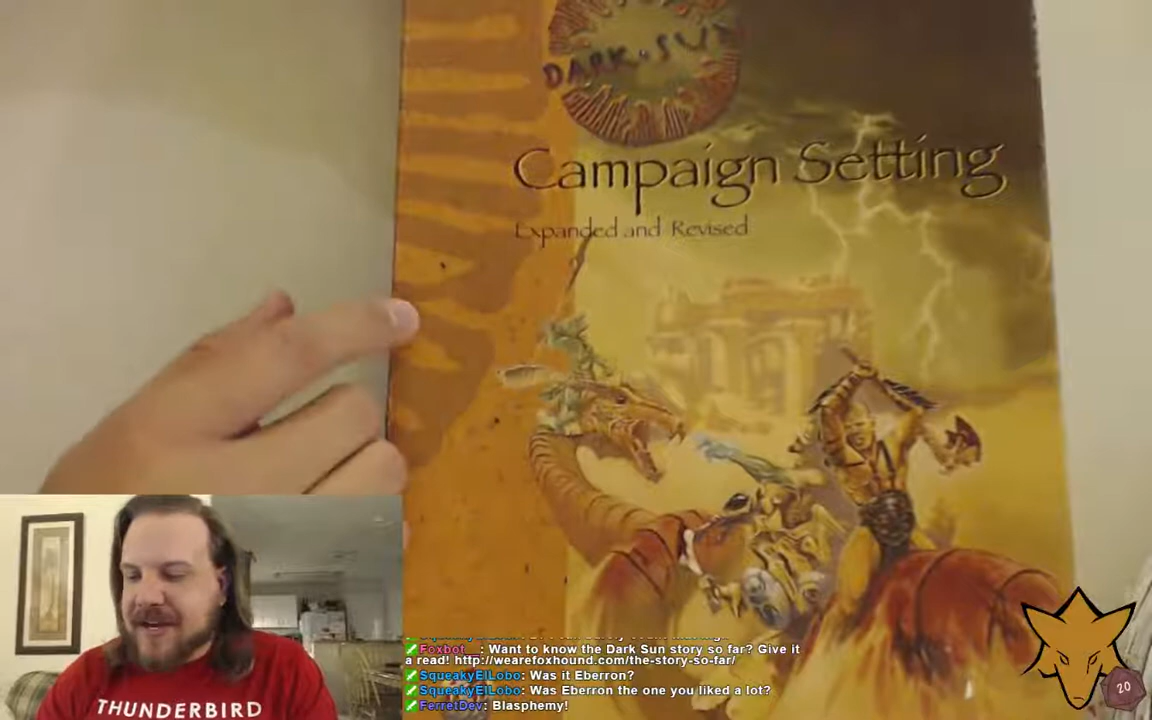 DARK·SUN
Campaign Setting
Expanded and Revised
Foxbot__: Want to know the Dark Sun story so far? Give it
a read! http://wearefoxhound.com/the-story-so-far/
SqueakyElLobo: Was it Eberron?
SqueakyElLobo: Was Eberron the one you liked a lot?
FerretDev: Blasphemy!
THUNDERBIRD
20